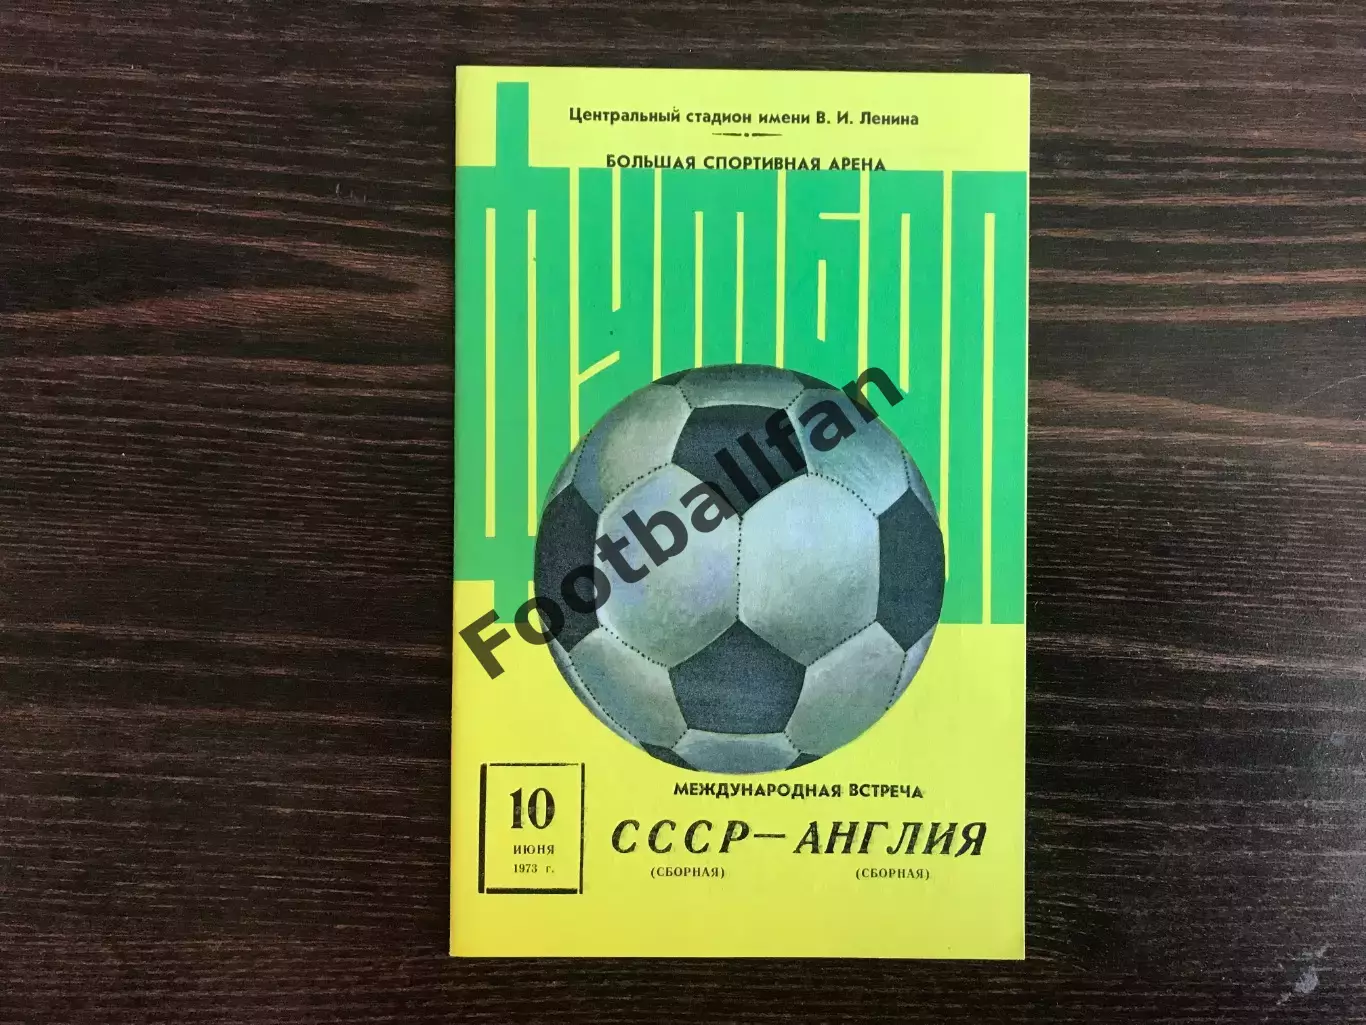 Центральный стадион имени В. И. Ленина
БОЛЬШАЯ СПОРТИВНАЯ АРЕНА
ФУТБОЛ
Footballfan
МЕЖДУНАРОДНАЯ ВСТРЕЧА
10
ИЮНЯ
1973 г.
СССР — АНГЛИЯ
(СБОРНАЯ) (СБОРНАЯ)